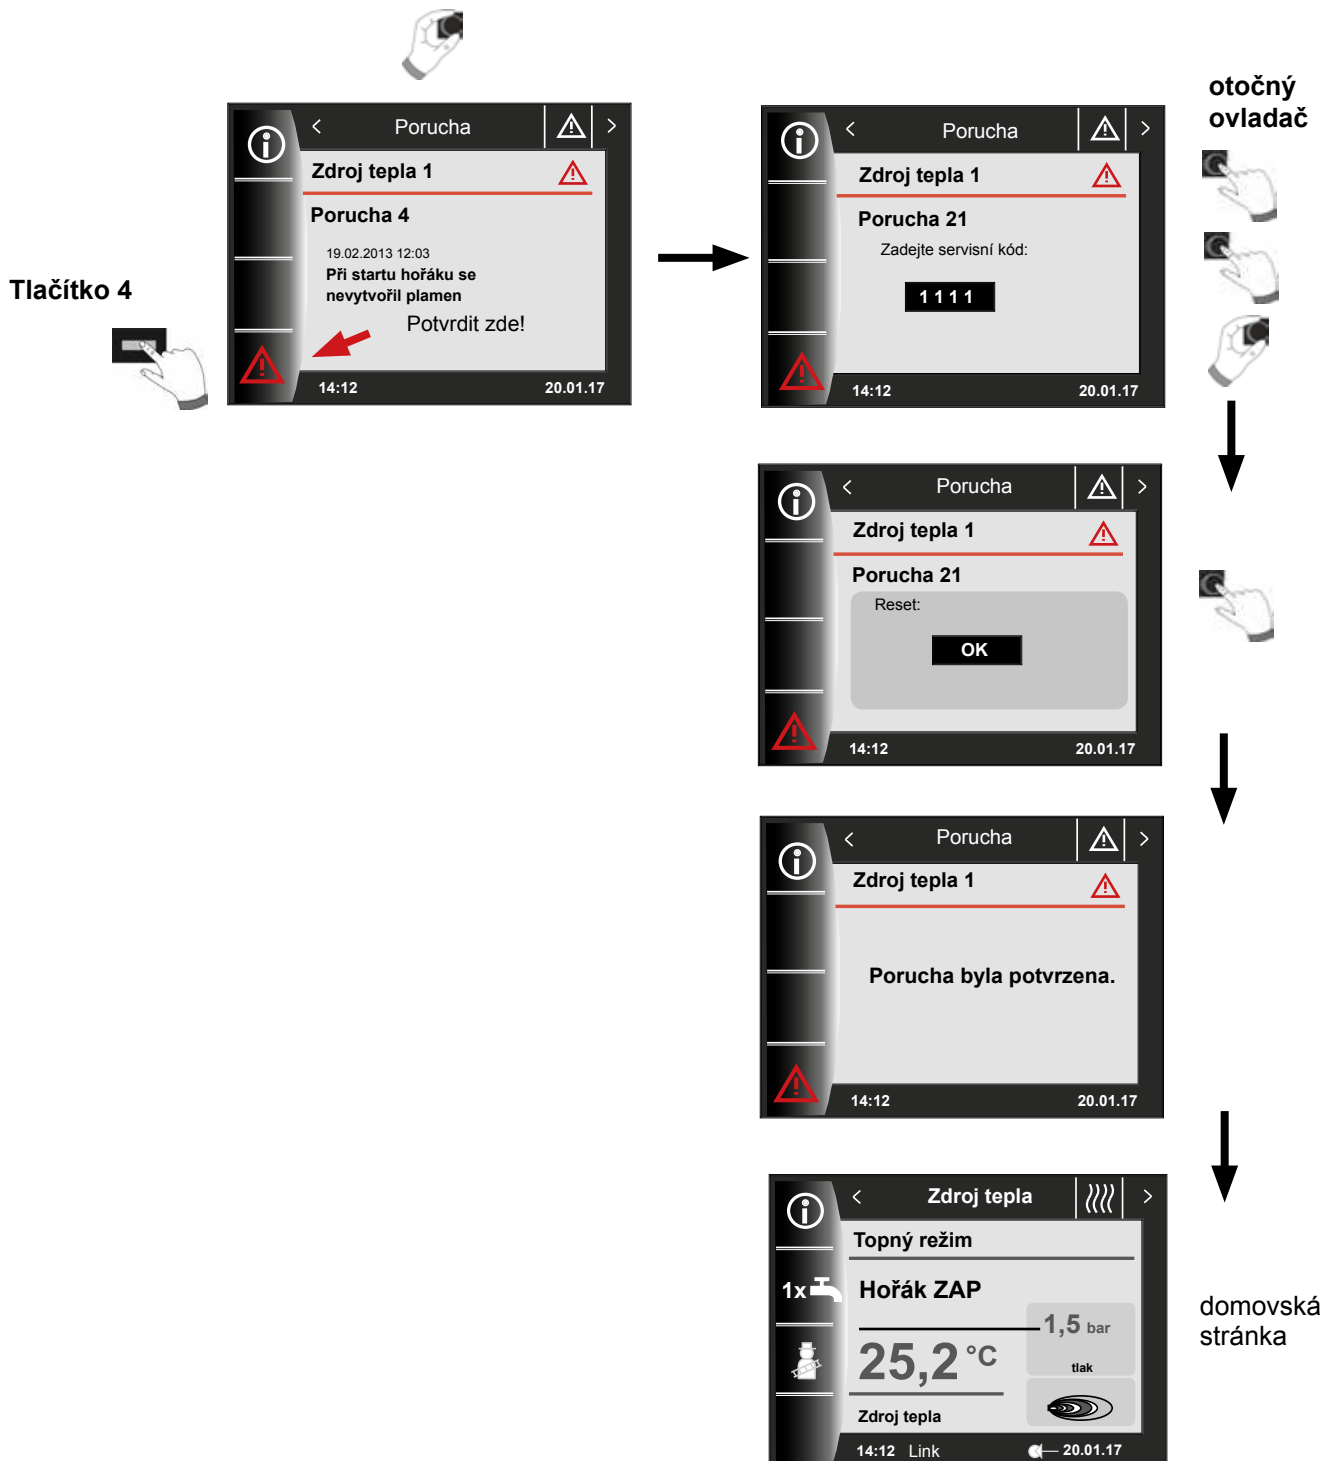 otočný
ovladač
Porucha
Zdroj tepla 1
Porucha 4
19.02.2013 12:03
Při startu hořáku se
nevytvořil plamen
Potvrdit zde!
14:12 20.01.17
Tlačítko 4
Porucha
Zdroj tepla 1
Porucha 21
Zadejte servisní kód:
1 1 1 1
14:12 20.01.17
Porucha
Zdroj tepla 1
Porucha 21
Reset:
OK
14:12 20.01.17
Porucha
Zdroj tepla 1
Porucha byla potvrzena.
14:12 20.01.17
Zdroj tepla
Topný režim
1x
Hořák ZAP
1,5 bar
25,2 °C
tlak
Zdroj tepla
14:12 Link 20.01.17
domovská
stránka